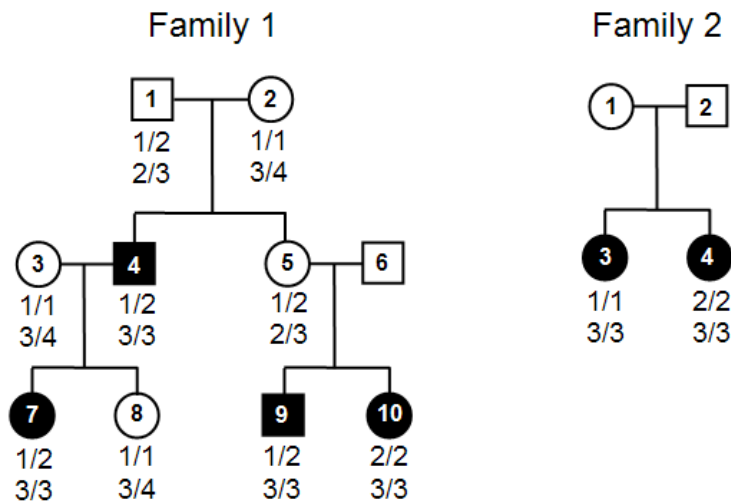 Family 1 Family 2
1 2 1 2
1/2 1/1
2/3 3/4
3 4 5 6 3 4
1/1 1/2 1/2 1/1 2/2
3/4 3/3 2/3 3/3 3/3
7 8 9 10
1/2 1/1 1/2 2/2
3/3 3/4 3/3 3/3